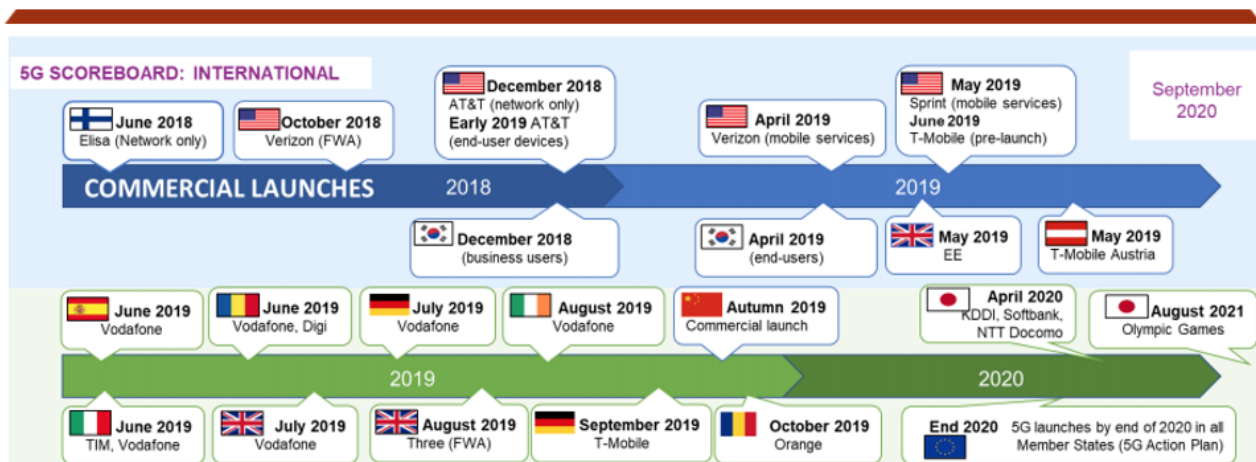 5G SCOREBOARD: INTERNATIONAL
September
2020
June 2018
Elisa (Network only)
October 2018
Verizon (FWA)
December 2018
AT&T (network only)
Early 2019 AT&T
(end-user devices)
April 2019
Verizon (mobile services)
May 2019
Sprint (mobile services)
June 2019
T-Mobile (pre-launch)
COMMERCIAL LAUNCHES
2018
2019
December 2018
(business users)
April 2019
(end-users)
May 2019
EE
May 2019
T-Mobile Austria
June 2019
Vodafone
June 2019
Vodafone, Digi
July 2019
Vodafone
August 2019
Vodafone
Autumn 2019
Commercial launch
April 2020
KDDI, Softbank,
NTT Docomo
August 2021
Olympic Games
2019
2020
June 2019
TIM, Vodafone
July 2019
Vodafone
August 2019
Three (FWA)
September 2019
T-Mobile
October 2019
Orange
End 2020 5G launches by end of 2020 in all
Member States (5G Action Plan)